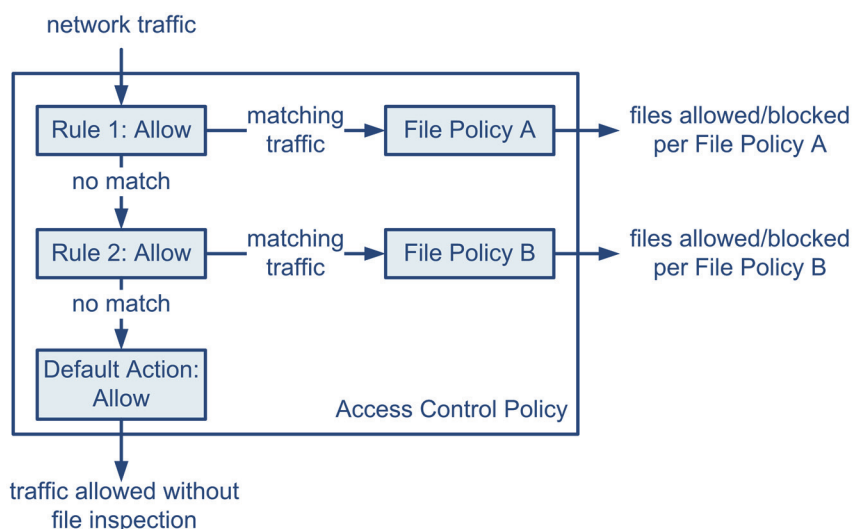 network traffic
Rule 1: Allow
matching
traffic
File Policy A
files allowed/blocked
per File Policy A
no match
Rule 2: Allow
matching
traffic
File Policy B
files allowed/blocked
per File Policy B
no match
Default Action:
Allow
Access Control Policy
traffic allowed without
file inspection